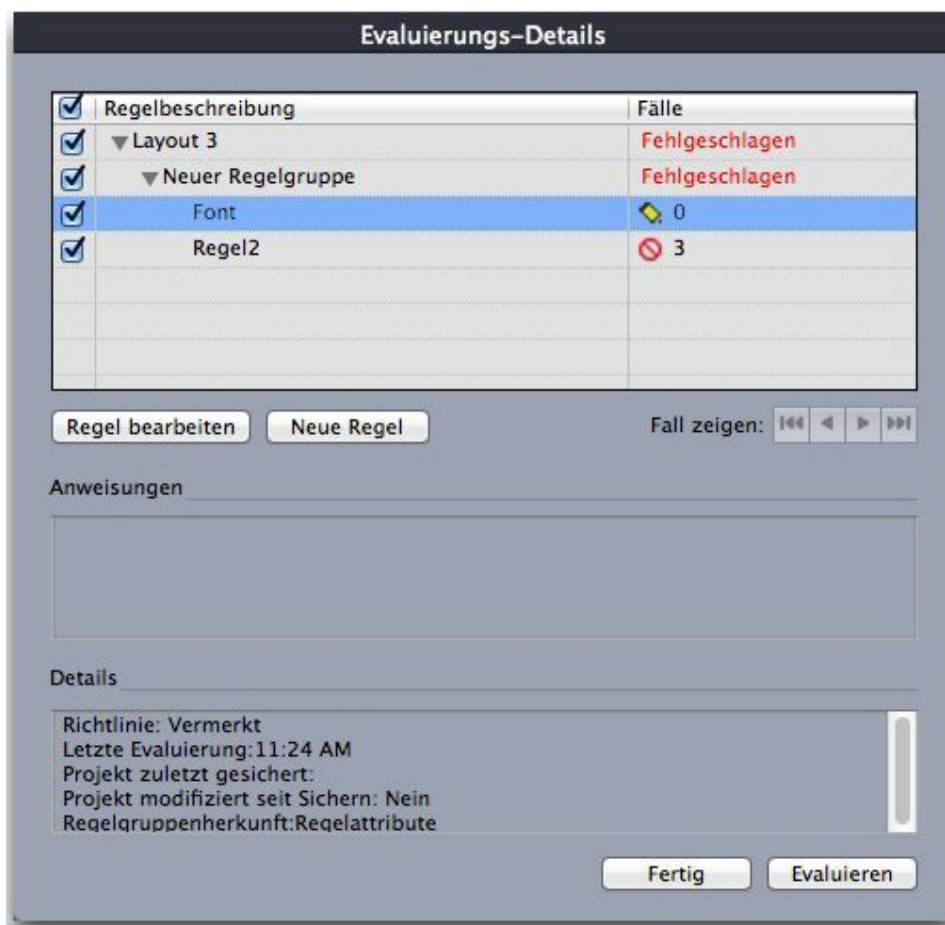 Evaluierungs-Details
Regelbeschreibung Fälle
Layout 3 Fehlgeschlagen
Neuer Regelgruppe Fehlgeschlagen
Font 0
Regel2 3
Regel bearbeiten Neue Regel Fall zeigen:
Anweisungen
Details
Richtlinie: Vermerkt
Letzte Evaluierung:11:24 AM
Projekt zuletzt gesichert:
Projekt modifiziert seit Sichern: Nein
Regelgruppenherkunft:Regelattribute
Fertig Evaluieren